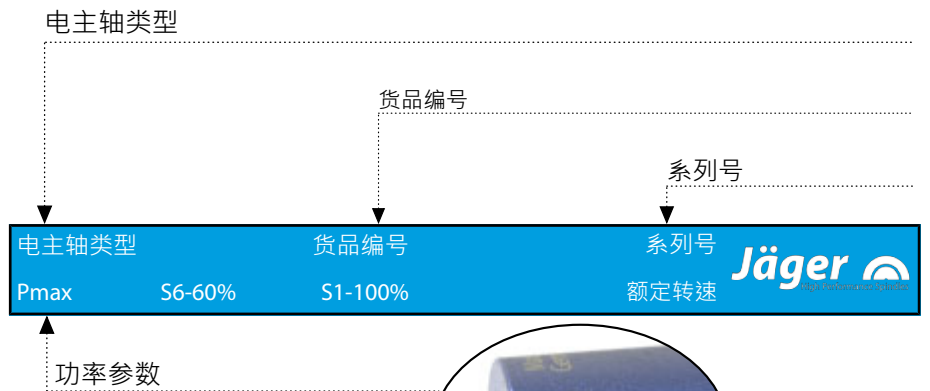 电主轴类型
货品编号
系列号
电主轴类型 货品编号 系列号
Jäger
Pmax S6-60% S1-100% 额定转速
功率参数